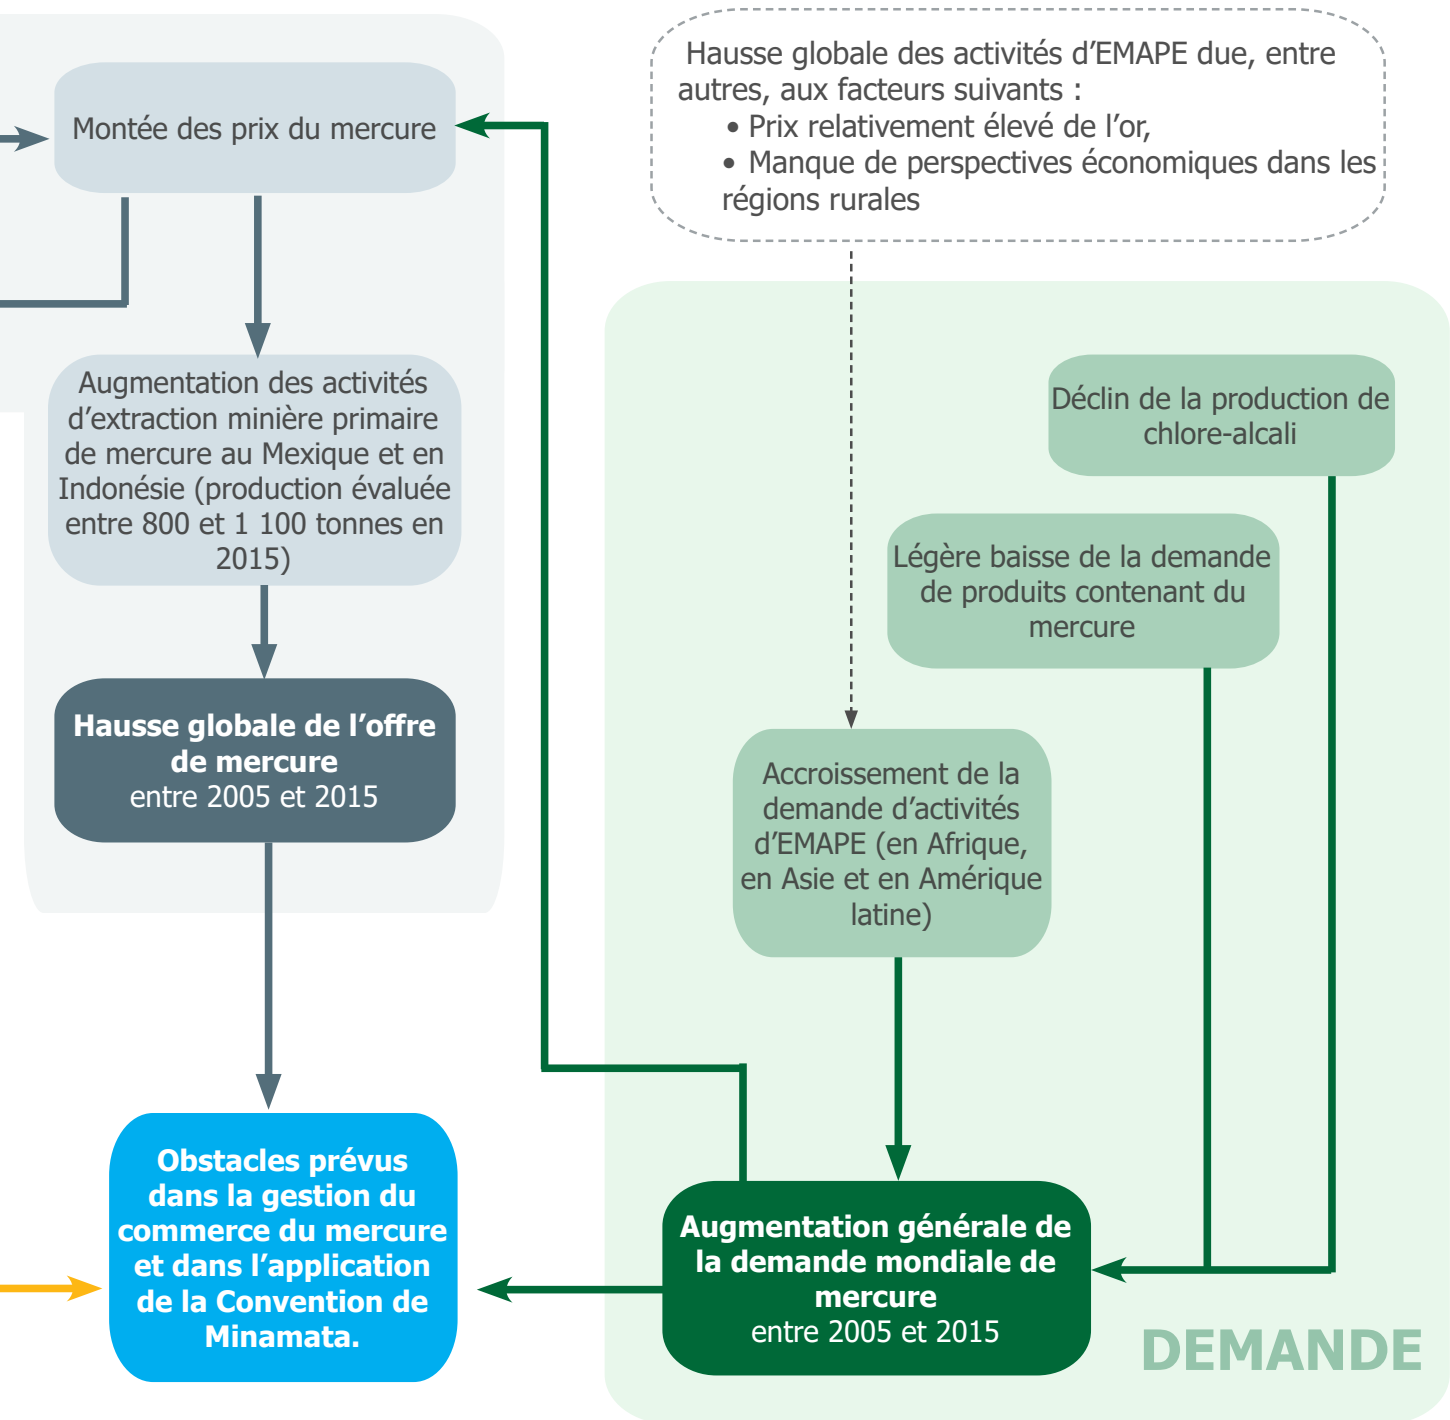 Montée des prix du mercure
Augmentation des activités
d’extraction minière primaire
de mercure au Mexique et en
Indonésie (production évaluée
entre 800 et 1 100 tonnes en
2015)
Hausse globale de l’offre
de mercure
entre 2005 et 2015
Obstacles prévus
dans la gestion du
commerce du mercure
et dans l’application
de la Convention de
Minamata.
Hausse globale des activités d’EMAPE due, entre
autres, aux facteurs suivants :
• Prix relativement élevé de l’or,
• Manque de perspectives économiques dans les
régions rurales
Déclin de la production de
chlore-alcali
Légère baisse de la demande
de produits contenant du
mercure
Accroissement de la
demande d’activités
d’EMAPE (en Afrique,
en Asie et en Amérique
latine)
Augmentation générale de
la demande mondiale de
mercure
entre 2005 et 2015
DEMANDE